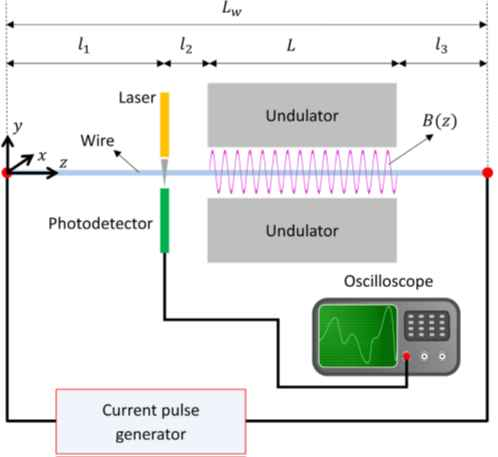 L_w
l_1 l_2 L l_3
Laser
Undulator
B(z)
y
x
Wire
z
Photodetector
Undulator
Oscilloscope
Current pulse
generator